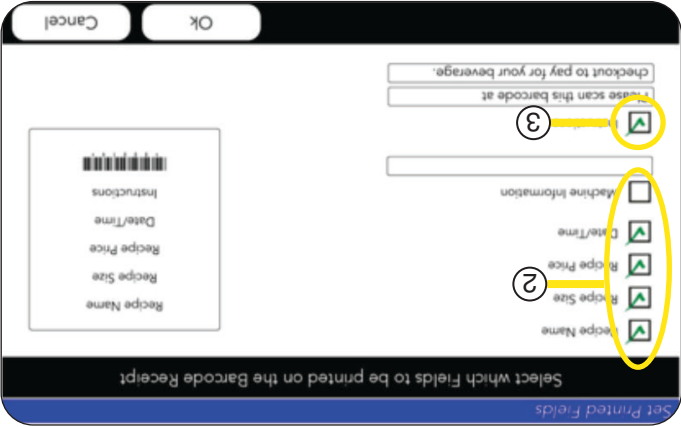 Set Printed Fields
Select which Fields to be printed on the Barcode Receipt
Recipe Name
Recipe Size
Recipe Price
Date/Time
Machine Information
②
③
Please scan this barcode at
checkout to pay for your beverage.
Recipe Name
Recipe Size
Recipe Price
Date/Time
Instructions
Ok
Cancel